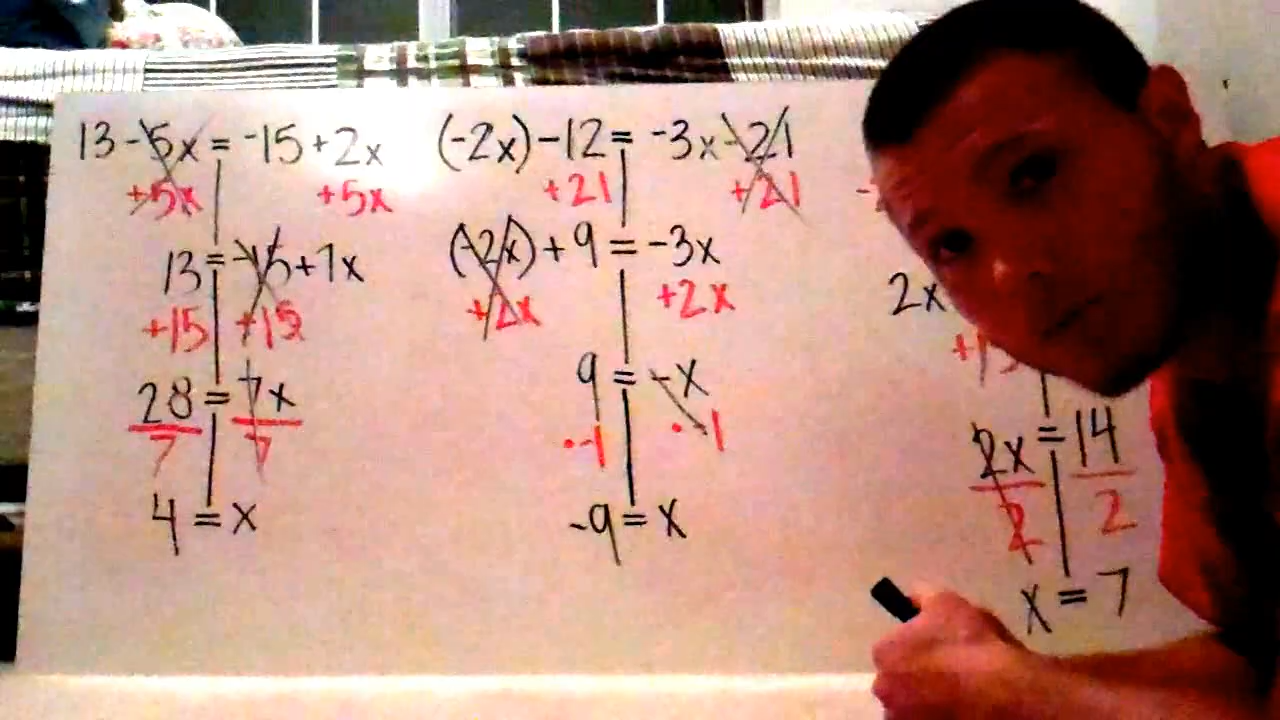 13 - 5x = -15 + 2x
+5x +5x
13 = -15 + 7x
+15 +15
28 = 7x
7 7
4 = x
(-2x) - 12 = -3x - 21
+21 +21
(-2x) + 9 = -3x
+2x +2x
9 = -x
·-1 ·-1
-9 = x
2x
2x = 14
2 2
x = 7